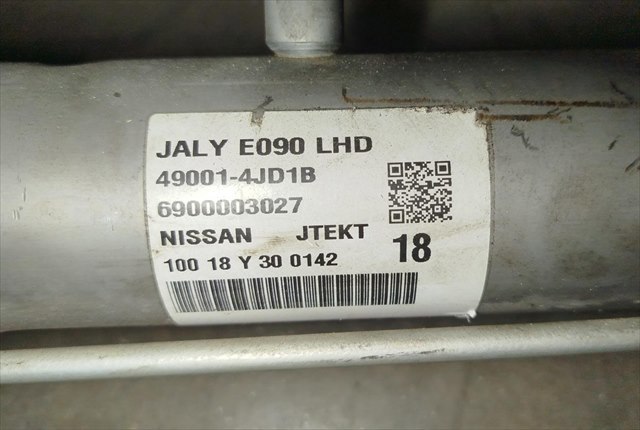 JALY E090 LHD
49001-4JD1B
6900003027
NISSAN JTEKT 18
100 18 Y 30 0142